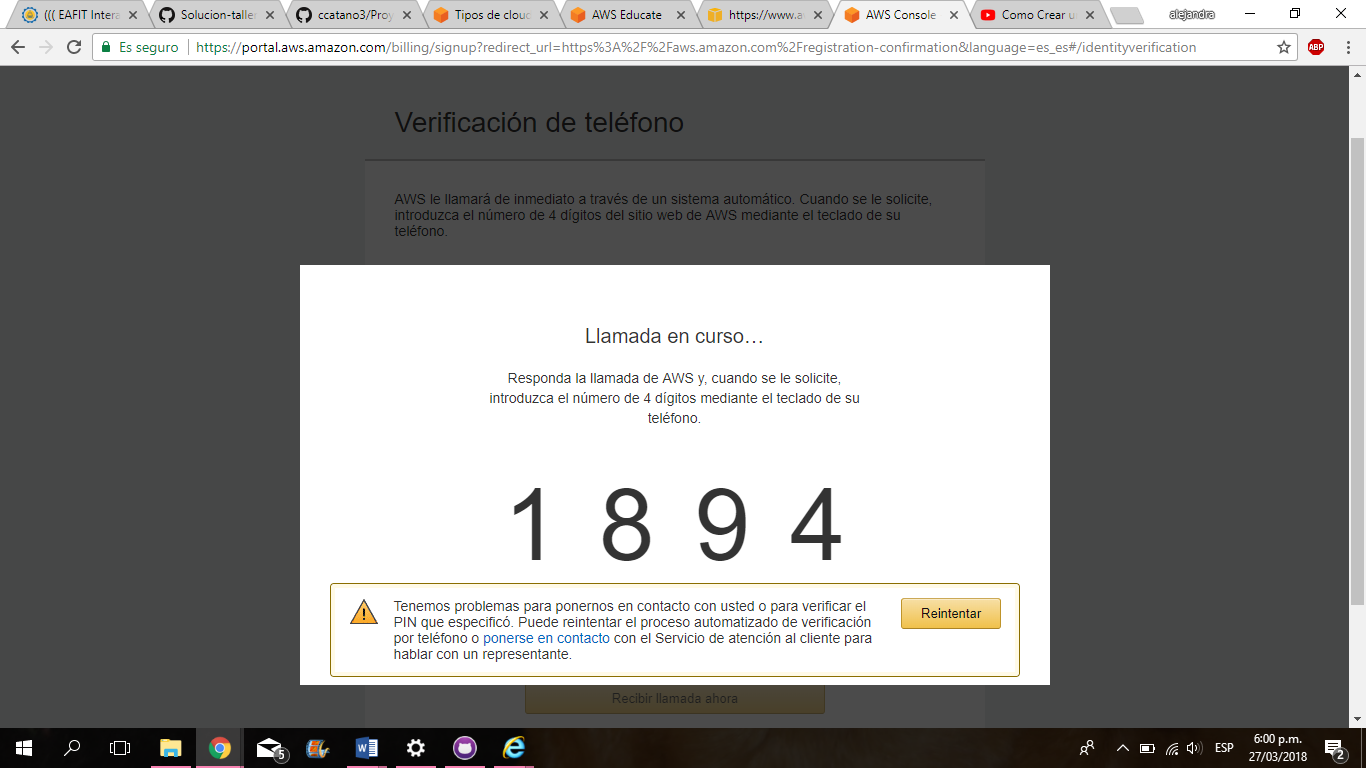 ((( EAFIT Intera
Solucion-talle
ccatano3/Proy
Tipos de clouc
AWS Educate
https://www.a
AWS Console
Como Crear u
alejandra
Es seguro
https://portal.aws.amazon.com/billing/signup?redirect_url=https%3A%2F%2Faws.amazon.com%2Fregistration-confirmation&language=es_es#/identityverification
ABP
Verificación de teléfono
AWS le llamará de inmediato a través de un sistema automático. Cuando se le solicite,
introduzca el número de 4 dígitos del sitio web de AWS mediante el teclado de su
teléfono.
Llamada en curso…
Responda la llamada de AWS y, cuando se le solicite,
introduzca el número de 4 dígitos mediante el teclado de su
teléfono.
1 8 9 4
Tenemos problemas para ponernos en contacto con usted o para verificar el
PIN que especificó. Puede reintentar el proceso automatizado de verificación
por teléfono o ponerse en contacto con el Servicio de atención al cliente para
hablar con un representante.
Reintentar
Recibir llamada ahora
5
ESP
6:00 p.m.
27/03/2018
2